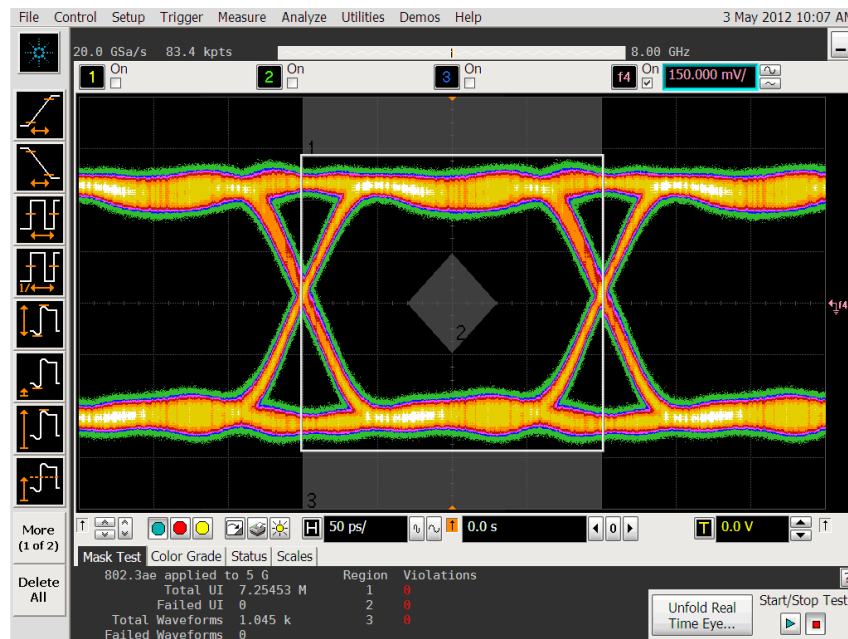 File Control Setup Trigger Measure Analyze Utilities Demos Help 3 May 2012 10:07 AM
20.0 GSa/s 83.4 kpts 8.00 GHz
1 On 2 On 3 On f4 On 150.000 mV/
1
2
f4
3
More
(1 of 2)
Delete
All
H 50 ps/ 0.0 s 0 T 0.0 V
Mask Test Color Grade Status Scales
802.3ae applied to 5 G Region Violations
Total UI 7.25453 M 1 0
Failed UI 0 2 0
Total Waveforms 1.045 k 3 0
Failed Waveforms 0
Unfold Real
Time Eye...
Start/Stop Test
1/